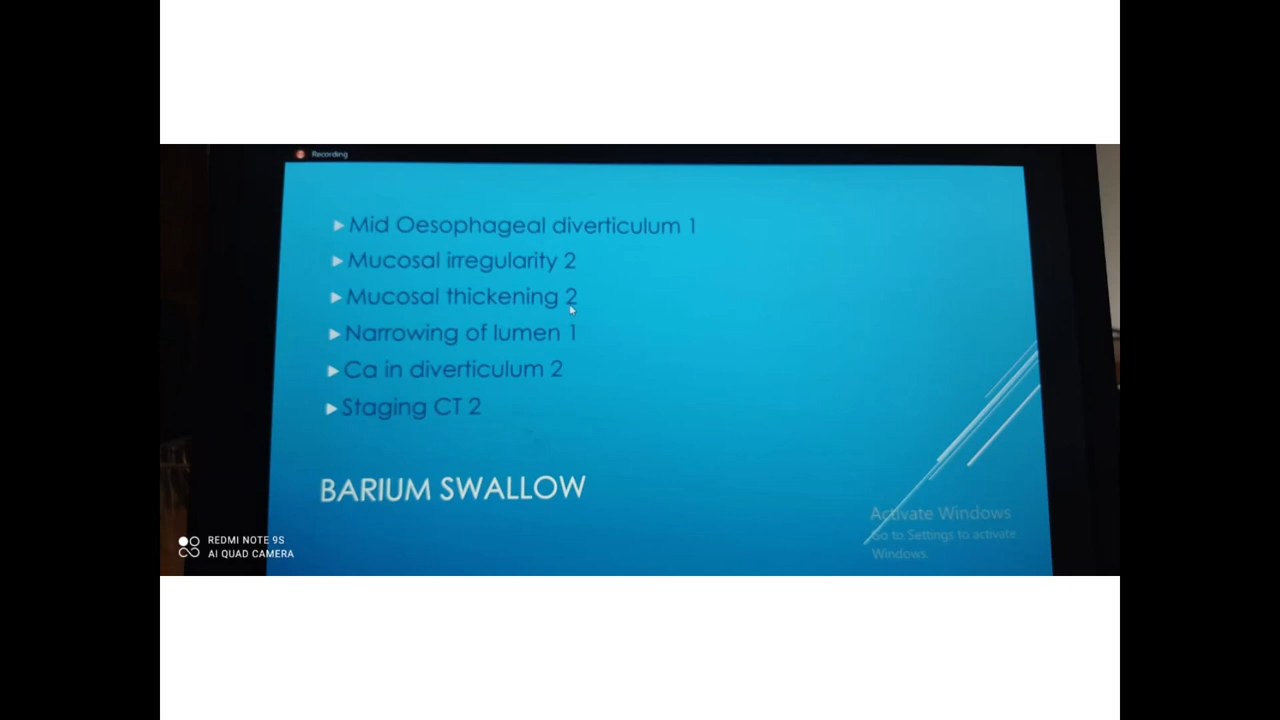 Recording
Mid Oesophageal diverticulum 1
Mucosal irregularity 2
Mucosal thickening 2
Narrowing of lumen 1
Ca in diverticulum 2
Staging CT 2
BARIUM SWALLOW
Activate Windows
Go to Settings to activate
Windows.
REDMI NOTE 9S
AI QUAD CAMERA